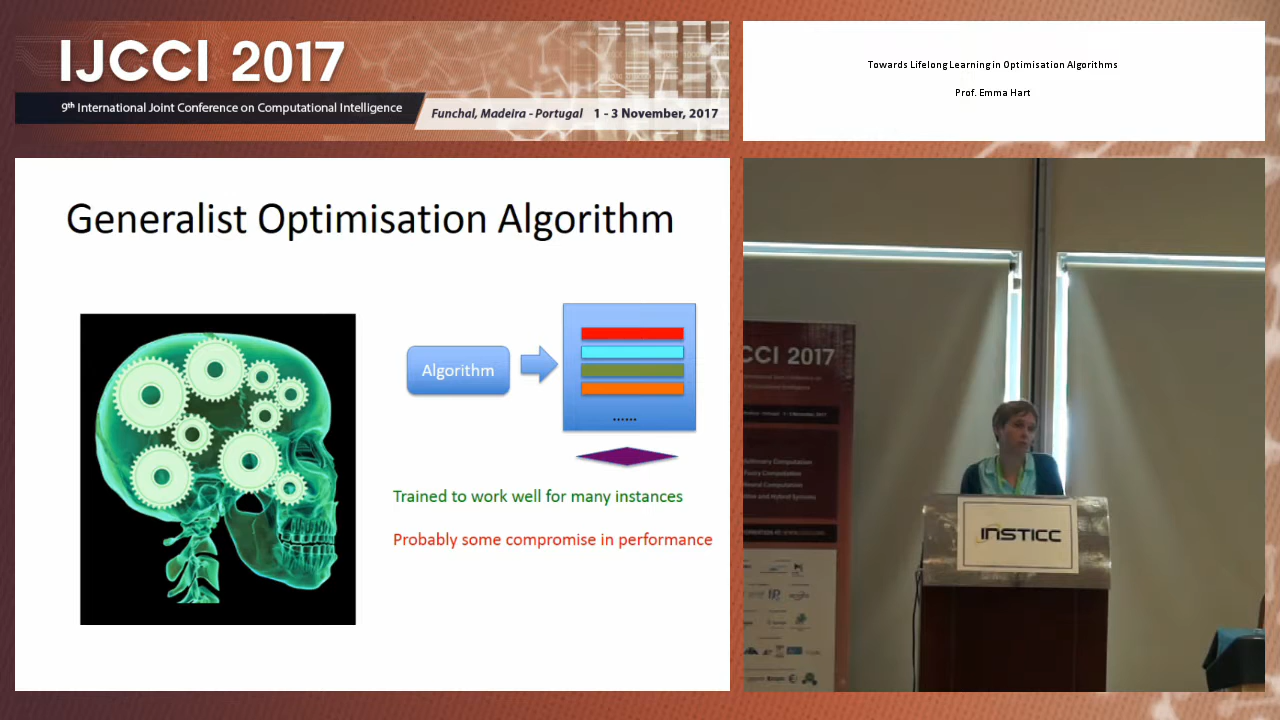 IJCCI 2017
9th International Joint Conference on Computational Intelligence
Funchal, Madeira - Portugal 1 - 3 November, 2017
Towards Lifelong Learning in Optimisation Algorithms
Prof. Emma Hart
Generalist Optimisation Algorithm
Algorithm
......
Trained to work well for many instances
Probably some compromise in performance
CCI 2017
INSTICC